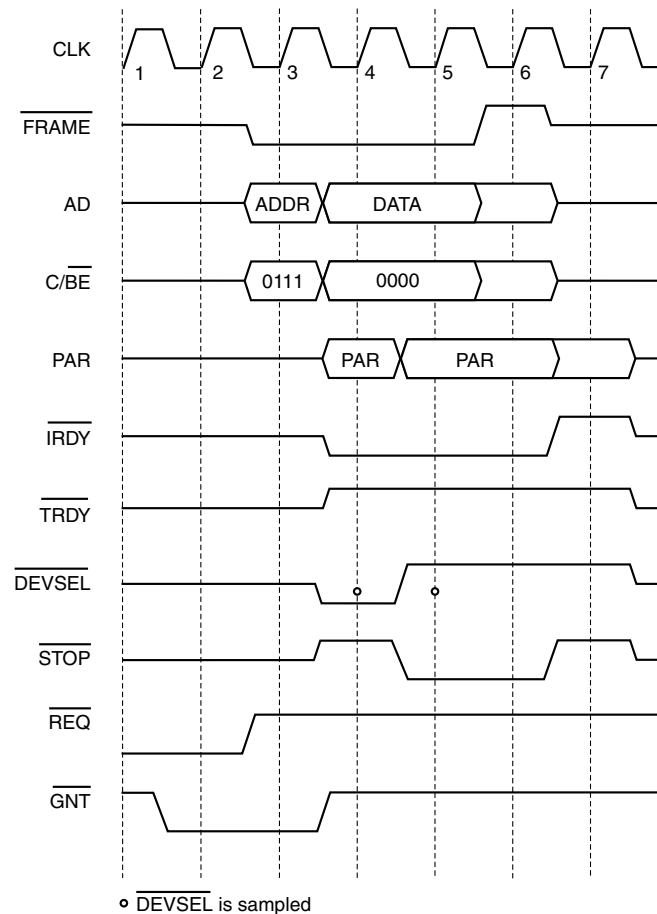 CLK
1 2 3 4 5 6 7
FRAME
AD ADDR DATA
C/BE 0111 0000
PAR PAR PAR
IRDY
TRDY
DEVSEL
STOP
REQ
GNT
DEVSEL is sampled